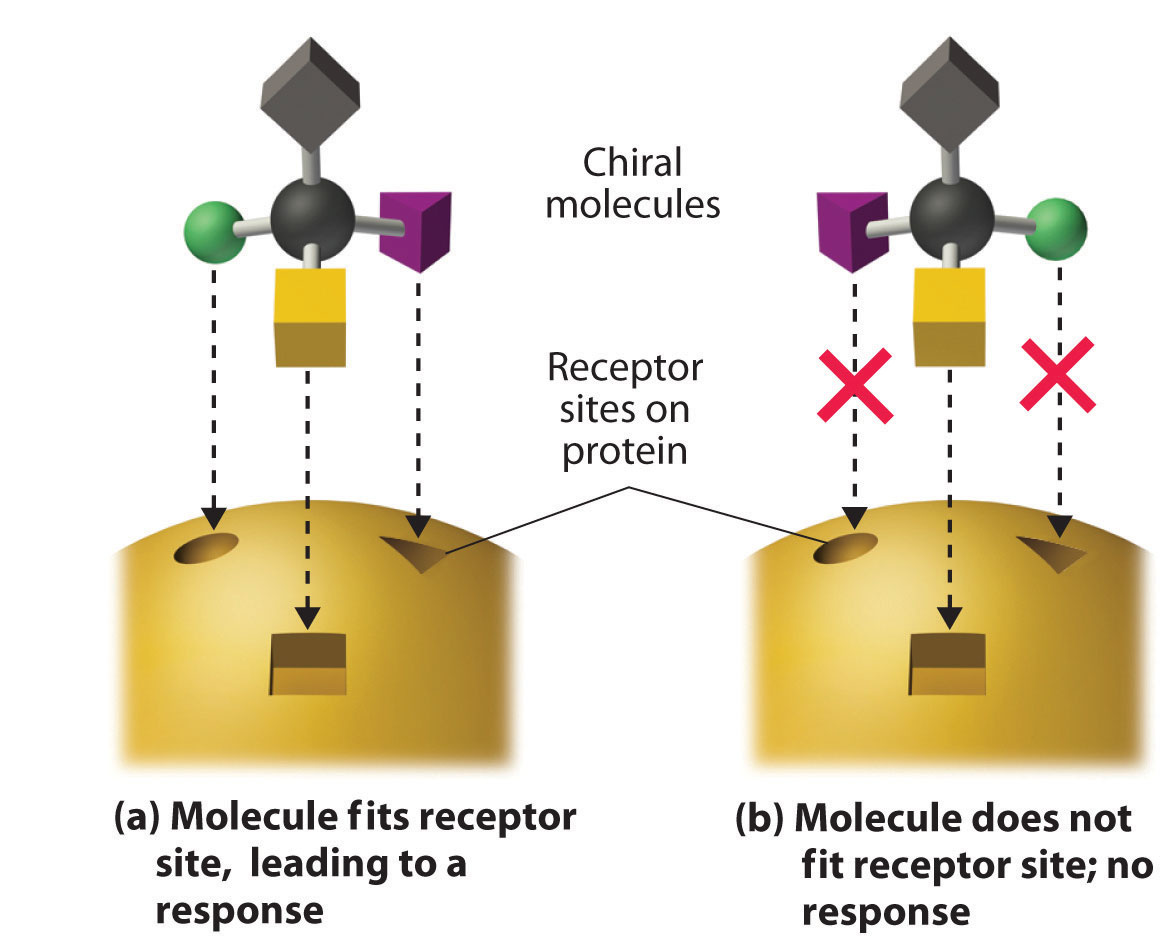 Chiral
molecules
Receptor
sites on
protein
(a) Molecule fits receptor
site, leading to a
response
(b) Molecule does not
fit receptor site; no
response